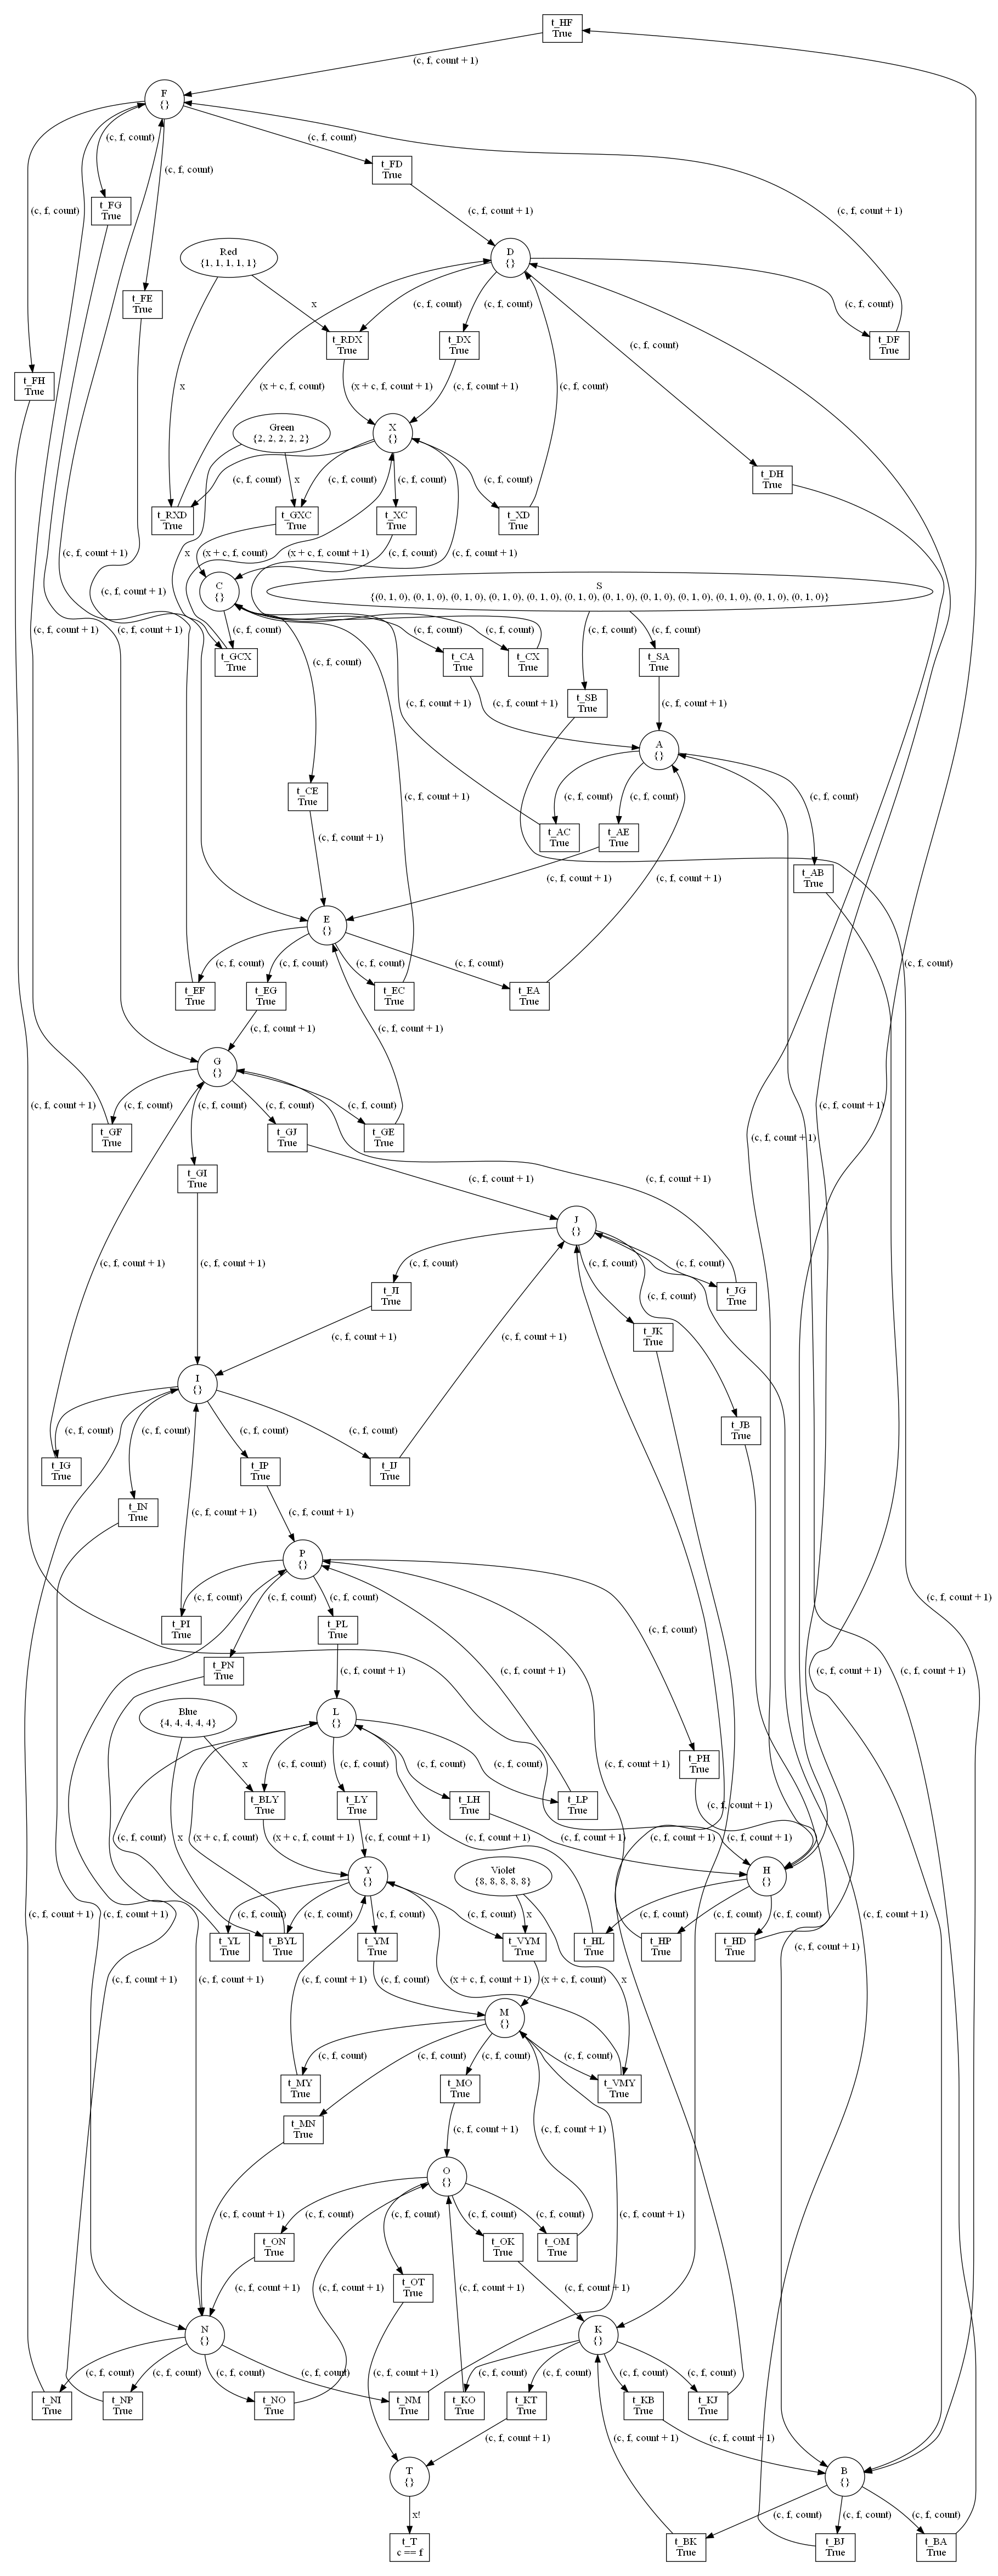 t_HF
True
(c, f, count + 1)
F
{}
(c, f, count)
(c, f, count)
(c, f, count)
t_FD
True
(c, f, count)
t_FG
True
(c, f, count + 1)
(c, f, count + 1)
D
{}
Red
{1, 1, 1, 1, 1}
t_FE
True
x
(c, f, count)
(c, f, count)
(c, f, count)
t_RDX
True
t_DX
True
t_DF
True
(c, f, count)
t_FH
True
x
(x + c, f, count)
(x + c, f, count + 1)
(c, f, count + 1)
(c, f, count)
Green
{2, 2, 2, 2, 2}
X
{}
(c, f, count)
x
(c, f, count)
(c, f, count)
(c, f, count)
t_DH
True
t_RXD
True
t_GXC
True
t_XC
True
t_XD
True
(c, f, count + 1)
x
(x + c, f, count)
(x + c, f, count + 1)
(c, f, count)
(c, f, count + 1)
(c, f, count + 1)
C
{}
S
{(0, 1, 0), (0, 1, 0), (0, 1, 0), (0, 1, 0), (0, 1, 0), (0, 1, 0), (0, 1, 0), (0, 1, 0), (0, 1, 0), (0, 1, 0), (0, 1, 0), (0, 1, 0)}
(c, f, count + 1)
(c, f, count + 1)
(c, f, count)
(c, f, count)
(c, f, count)
(c, f, count)
(c, f, count)
t_GCX
True
(c, f, count)
t_CA
True
t_CX
True
t_SA
True
t_SB
True
(c, f, count + 1)
(c, f, count + 1)
(c, f, count + 1)
A
{}
t_CE
True
(c, f, count + 1)
(c, f, count)
(c, f, count)
(c, f, count)
t_AC
True
t_AE
True
(c, f, count + 1)
t_AB
True
(c, f, count + 1)
(c, f, count + 1)
E
{}
(c, f, count)
(c, f, count)
(c, f, count)
(c, f, count)
(c, f, count)
t_EF
True
t_EG
True
t_EC
True
t_EA
True
(c, f, count + 1)
(c, f, count + 1)
G
{}
(c, f, count + 1)
(c, f, count)
(c, f, count)
(c, f, count)
(c, f, count)
(c, f, count + 1)
t_GF
True
t_GJ
True
t_GE
True
(c, f, count + 1)
t_GI
True
(c, f, count + 1)
(c, f, count + 1)
J
{}
(c, f, count + 1)
(c, f, count + 1)
(c, f, count)
(c, f, count)
(c, f, count)
t_JI
True
(c, f, count)
t_JG
True
(c, f, count + 1)
(c, f, count + 1)
t_JK
True
I
{}
(c, f, count)
(c, f, count)
(c, f, count)
(c, f, count)
t_JB
True
t_IG
True
t_IP
True
t_IJ
True
t_IN
True
(c, f, count + 1)
(c, f, count + 1)
P
{}
(c, f, count)
(c, f, count)
(c, f, count)
t_PI
True
t_PL
True
(c, f, count)
t_PN
True
(c, f, count + 1)
(c, f, count + 1)
(c, f, count + 1)
(c, f, count + 1)
Blue
{4, 4, 4, 4, 4}
L
{}
(c, f, count + 1)
t_PH
True
x
(c, f, count)
(c, f, count)
(c, f, count)
(c, f, count)
t_BLY
True
t_LY
True
t_LH
True
t_LP
True
(c, f, count + 1)
(c, f, count)
x
(x + c, f, count)
(x + c, f, count + 1)
(c, f, count + 1)
(c, f, count + 1)
(c, f, count + 1)
(c, f, count + 1)
(c, f, count + 1)
Y
{}
Violet
{8, 8, 8, 8, 8}
H
{}
(c, f, count + 1)
(c, f, count + 1)
(c, f, count)
(c, f, count)
(c, f, count)
(c, f, count)
x
(c, f, count)
(c, f, count)
(c, f, count)
(c, f, count + 1)
t_YL
True
t_BYL
True
t_YM
True
t_VYM
True
t_HL
True
t_HP
True
t_HD
True
(c, f, count + 1)
(c, f, count + 1)
(c, f, count + 1)
(c, f, count + 1)
(c, f, count)
(x + c, f, count + 1)
(x + c, f, count)
x
M
{}
(c, f, count)
(c, f, count)
(c, f, count)
(c, f, count)
t_MY
True
t_MO
True
t_VMY
True
t_MN
True
(c, f, count + 1)
(c, f, count + 1)
O
{}
(c, f, count + 1)
(c, f, count + 1)
(c, f, count)
(c, f, count)
(c, f, count)
(c, f, count)
t_ON
True
t_OK
True
t_OM
True
(c, f, count + 1)
(c, f, count + 1)
t_OT
True
(c, f, count + 1)
(c, f, count + 1)
N
{}
K
{}
(c, f, count)
(c, f, count)
(c, f, count)
(c, f, count)
(c, f, count + 1)
(c, f, count)
(c, f, count)
(c, f, count)
(c, f, count)
t_NI
True
t_NP
True
t_NO
True
t_NM
True
t_KO
True
t_KT
True
t_KB
True
t_KJ
True
(c, f, count + 1)
(c, f, count + 1)
(c, f, count + 1)
T
{}
B
{}
x!
(c, f, count)
(c, f, count)
(c, f, count)
t_T
c == f
t_BK
True
t_BJ
True
t_BA
True